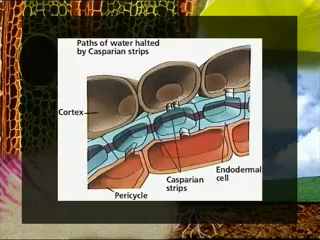 Paths of water halted
by Casparian strips
Cortex
Endodermal
cell
Casparian
strips
Pericycle